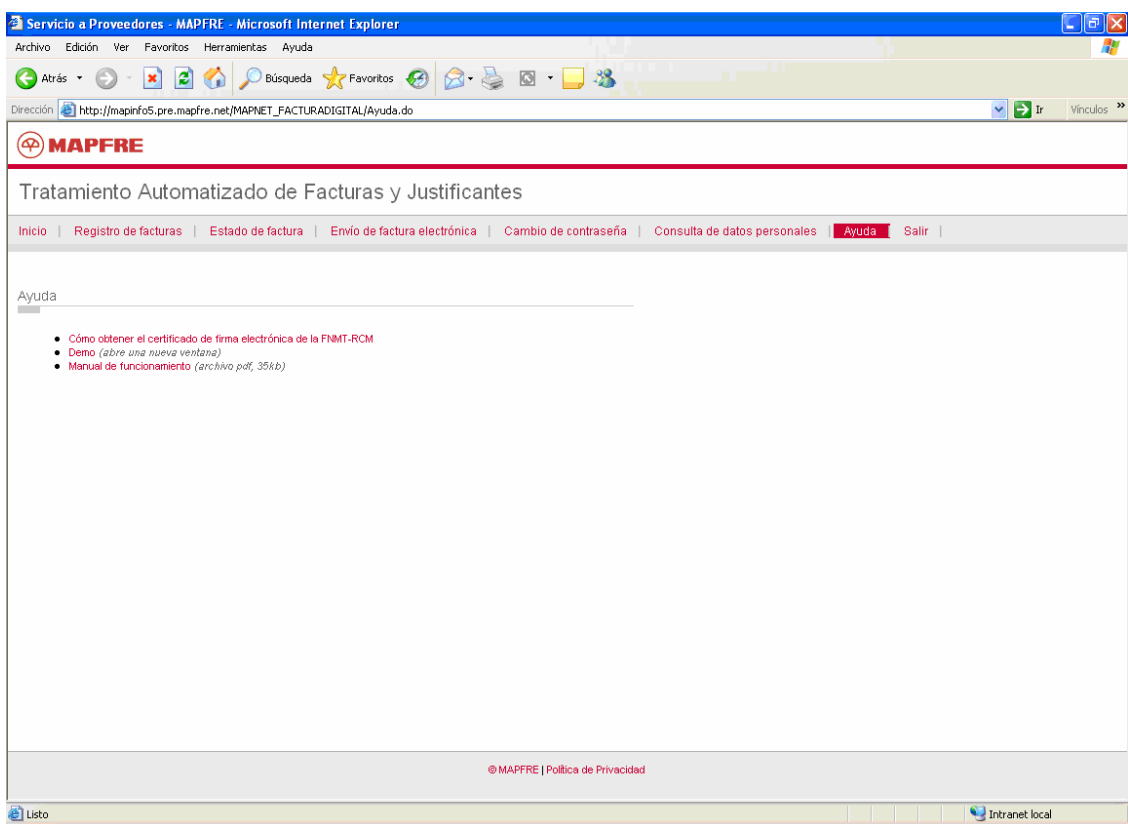 Servicio a Proveedores - MAPFRE - Microsoft Internet Explorer
Archivo Edición Ver Favoritos Herramientas Ayuda
Atrás Búsqueda Favoritos
Dirección http://mapinfo5.pre.mapfre.net/MAPNET_FACTURADIGITAL/Ayuda.do Ir Vínculos »
MAPFRE
Tratamiento Automatizado de Facturas y Justificantes
Inicio | Registro de facturas | Estado de factura | Envío de factura electrónica | Cambio de contraseña | Consulta de datos personales | Ayuda | Salir |
Ayuda
• Cómo obtener el certificado de firma electrónica de la FNMT-RCM
• Demo (abre una nueva ventana)
• Manual de funcionamiento (archivo pdf, 35kb)
© MAPFRE | Política de Privacidad
Listo Intranet local